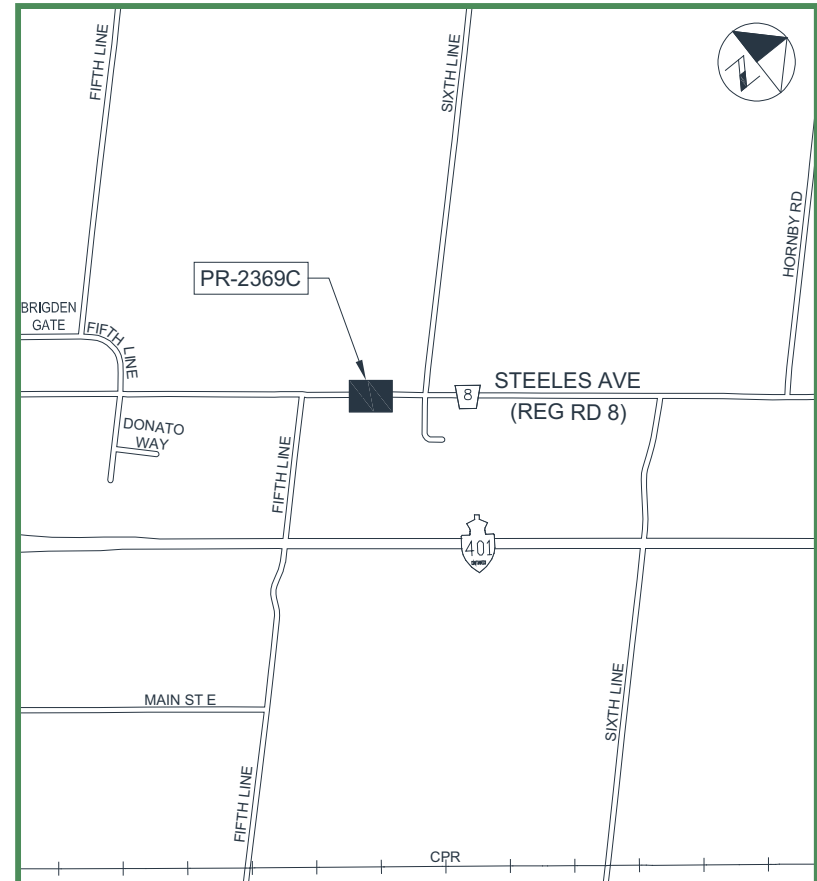 FIFTH LINE
SIXTH LINE
HORNBY RD
PR-2369C
BRIGDEN
GATE
FIFTH LINE
STEELES AVE
8
(REG RD 8)
DONATO
WAY
FIFTH LINE
401
MAIN ST E
SIXTH LINE
FIFTH LINE
CPR